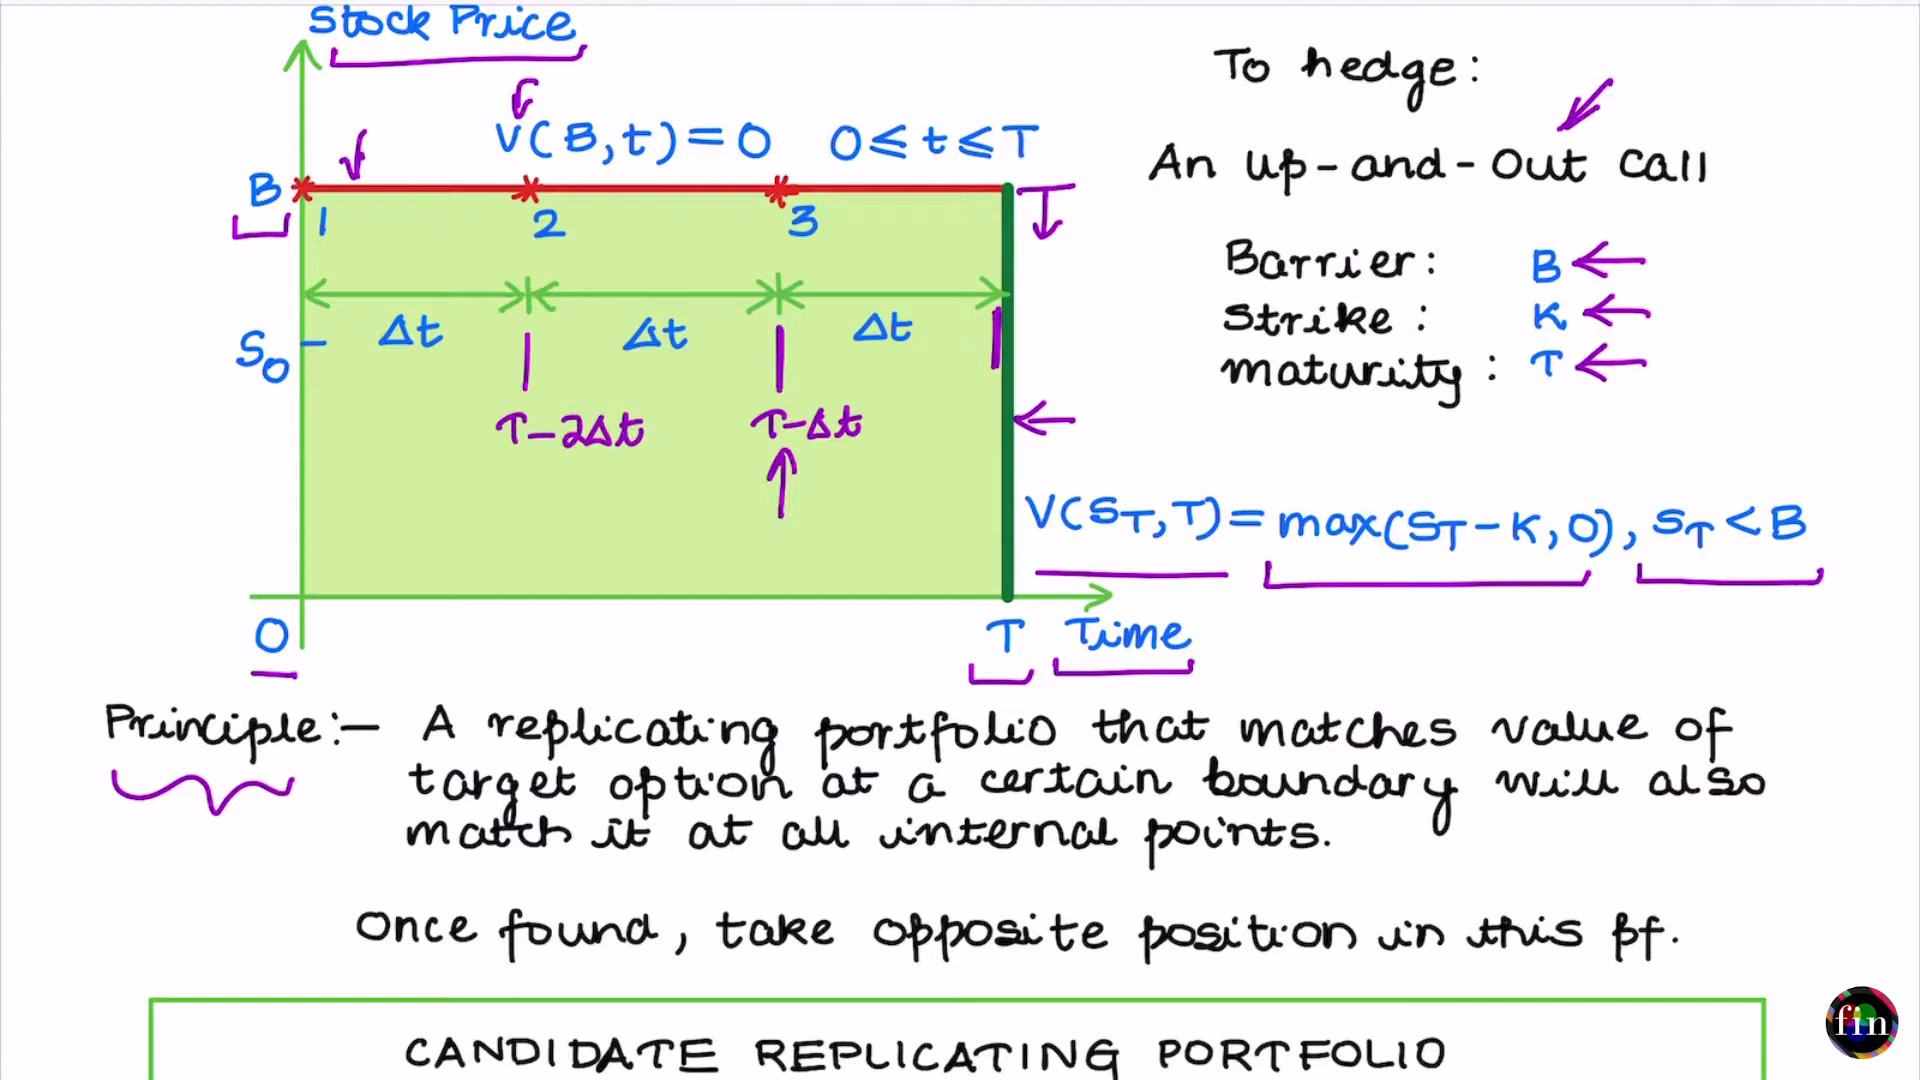 Stock Price
To hedge:
V(B,t)=0 0≤t≤T
An up-and-out call
B
1 2 3
Barrier: B
Strike: K
maturity: T
Δt Δt Δt
S₀
T-2Δt T-Δt
V(S_T,T)=max(S_T-K,0), S_T<B
0 T Time
Principle:- A replicating portfolio that matches value of
target option at a certain boundary will also
match it at all internal points.
Once found, take opposite position in this pf.
fin
CANDIDATE REPLICATING PORTFOLIO